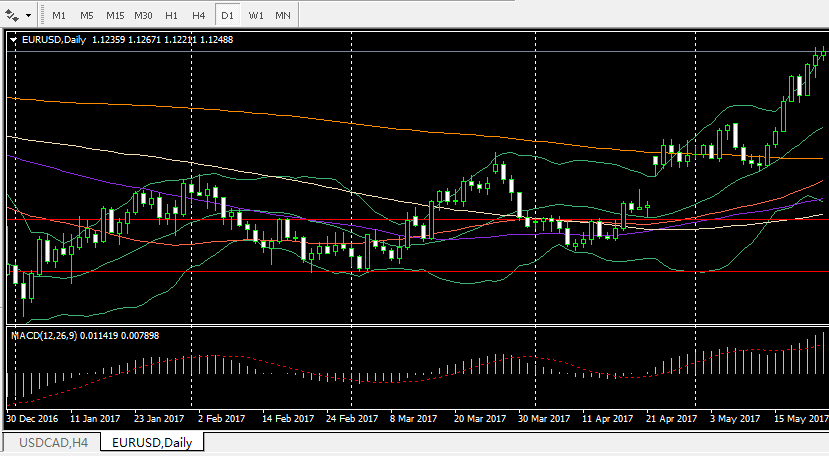 M1 M5 M15 M30 H1 H4 D1 W1 MN
EURUSD,Daily 1.12359 1.12671 1.12211 1.12488
MACD(12,26,9) 0.011419 0.007898
30 Dec 2016 11 Jan 2017 23 Jan 2017 2 Feb 2017 14 Feb 2017 24 Feb 2017 8 Mar 2017 20 Mar 2017 30 Mar 2017 11 Apr 2017 21 Apr 2017 3 May 2017 15 May 2017
USDCAD,H4 EURUSD,Daily